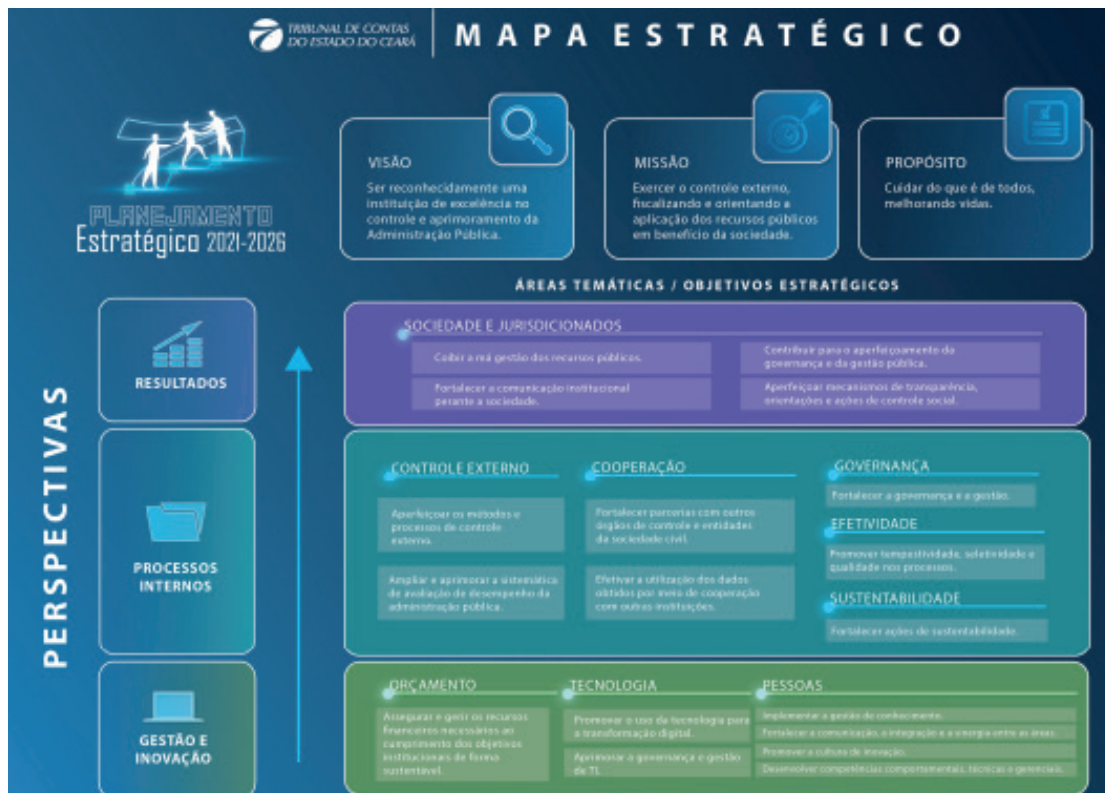 TRIBUNAL DE CONTAS
DO ESTADO DO CEARÁ
MAPA ESTRATÉGICO
PLANEJAMENTO
Estratégico 2021-2026
VISÃO
Ser reconhecidamente uma
instituição de excelência no
controle e aprimoramento da
Administração Pública.
MISSÃO
Exercer o controle externo,
fiscalizando e orientando a
aplicação dos recursos públicos
em benefício da sociedade.
PROPÓSITO
Cuidar do que é de todos,
melhorando vidas.
ÁREAS TEMÁTICAS / OBJETIVOS ESTRATÉGICOS
PERSPECTIVAS
RESULTADOS
SOCIEDADE E JURISDICIONADOS
Coibir a má gestão dos recursos públicos.
Contribuir para o aperfeiçoamento da
governança e da gestão pública.
Fortalecer a comunicação institucional
perante a sociedade.
Aperfeiçoar mecanismos de transparência,
orientações e ações de controle social.
PROCESSOS
INTERNOS
CONTROLE EXTERNO
Aperfeiçoar os métodos e
processos de controle
externo.
Ampliar e aprimorar a sistemática
de avaliação de desempenho da
administração pública.
COOPERAÇÃO
Fortalecer parcerias com outros
órgãos de controle e entidades
da sociedade civil.
Efetivar a utilização dos dados
obtidos por meio de cooperação
com outras instituições.
GOVERNANÇA
Fortalecer a governança e a gestão.
EFETIVIDADE
Promover tempestividade, seletividade e
qualidade nos processos.
SUSTENTABILIDADE
Fortalecer ações de sustentabilidade.
GESTÃO E
INOVAÇÃO
ORÇAMENTO
Assegurar e gerir os recursos
financeiros necessários ao
cumprimento dos objetivos
institucionais de forma
sustentável.
TECNOLOGIA
Promover o uso da tecnologia para
a transformação digital.
Aprimorar a governança e gestão
de TI.
PESSOAS
Implementar a gestão do conhecimento.
Fortalecer a comunicação, a integração e a sinergia entre as áreas.
Promover a cultura de inovação.
Desenvolver competências comportamentais, técnicas e gerenciais.